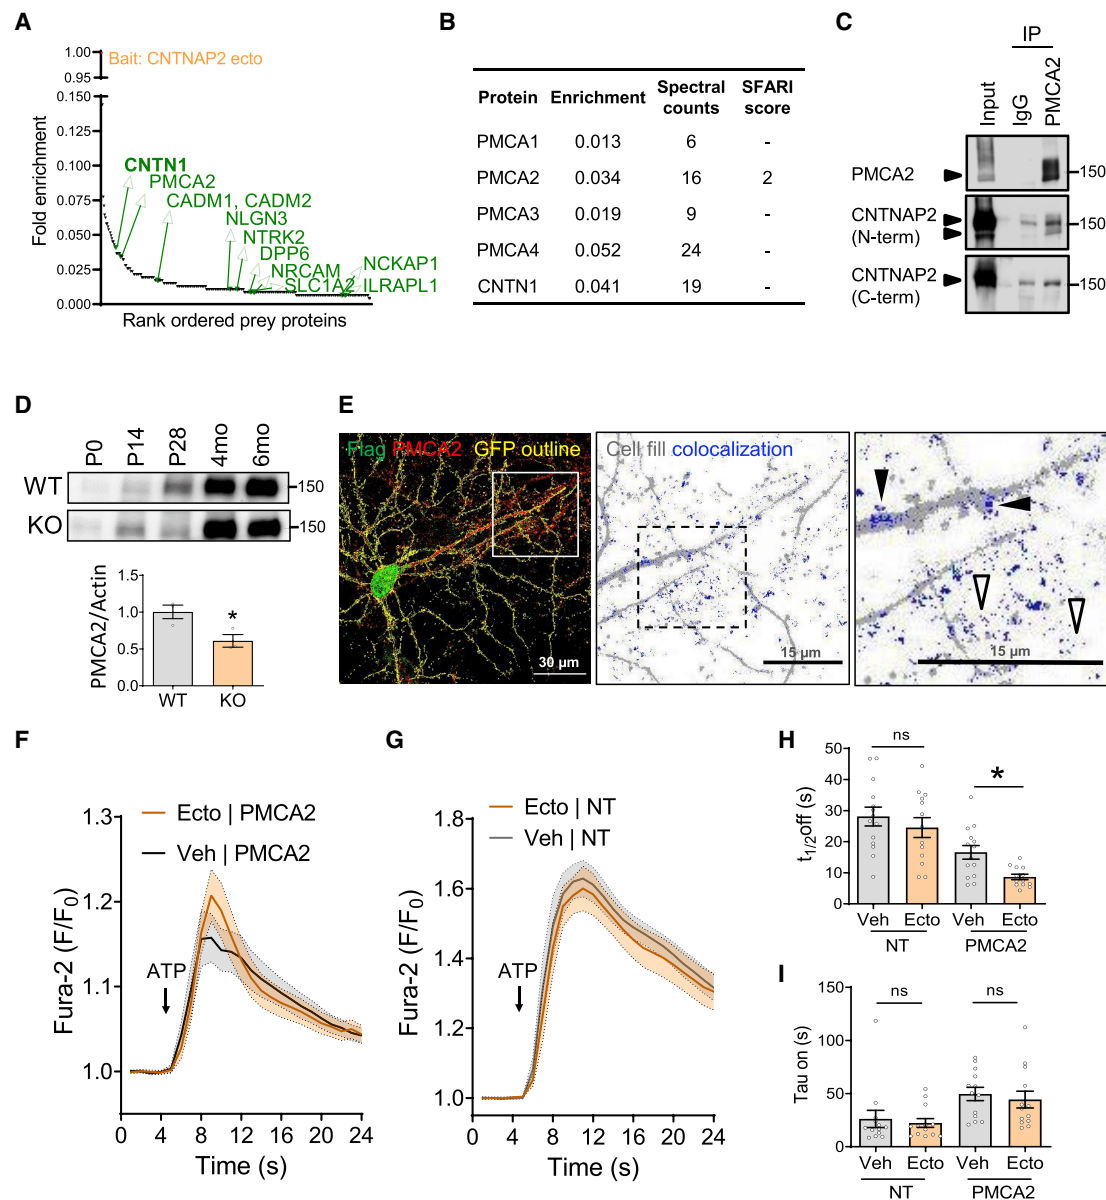 A
Bait: CNTNAP2 ecto
1.00
0.95
0.150
0.125
0.100
0.075
0.050
0.025
0.000
Fold enrichment
CNTN1
PMCA2
CADM1, CADM2
NLGN3
NTRK2
DPP6
NRCAM
NCKAP1
SLC1A2
ILRAPL1
Rank ordered prey proteins
B
Protein Enrichment Spectral counts SFARI score
PMCA1 0.013 6 -
PMCA2 0.034 16 2
PMCA3 0.019 9 -
PMCA4 0.052 24 -
CNTN1 0.041 19 -
C
IP
Input IgG PMCA2
PMCA2
150
CNTNAP2
(N-term)
150
CNTNAP2
(C-term)
150
D
P0 P14 P28 4mo 6mo
WT
150
KO
150
PMCA2/Actin
1.5
1.0
0.5
0.0
*
WT KO
E
Flag PMCA2 GFP outline
30 µm
Cell fill colocalization
15 µm
15 µm
F
Ecto | PMCA2
Veh | PMCA2
ATP
Fura-2 (F/F0)
1.3
1.2
1.1
1.0
0 4 8 12 16 20 24
Time (s)
G
Ecto | NT
Veh | NT
ATP
Fura-2 (F/F0)
1.8
1.6
1.4
1.2
1.0
0 4 8 12 16 20 24
Time (s)
H
ns
*
t1/2off (s)
50
40
30
20
10
0
Veh Ecto Veh Ecto
NT PMCA2
I
ns ns
Tau on (s)
150
100
50
0
Veh Ecto Veh Ecto
NT PMCA2